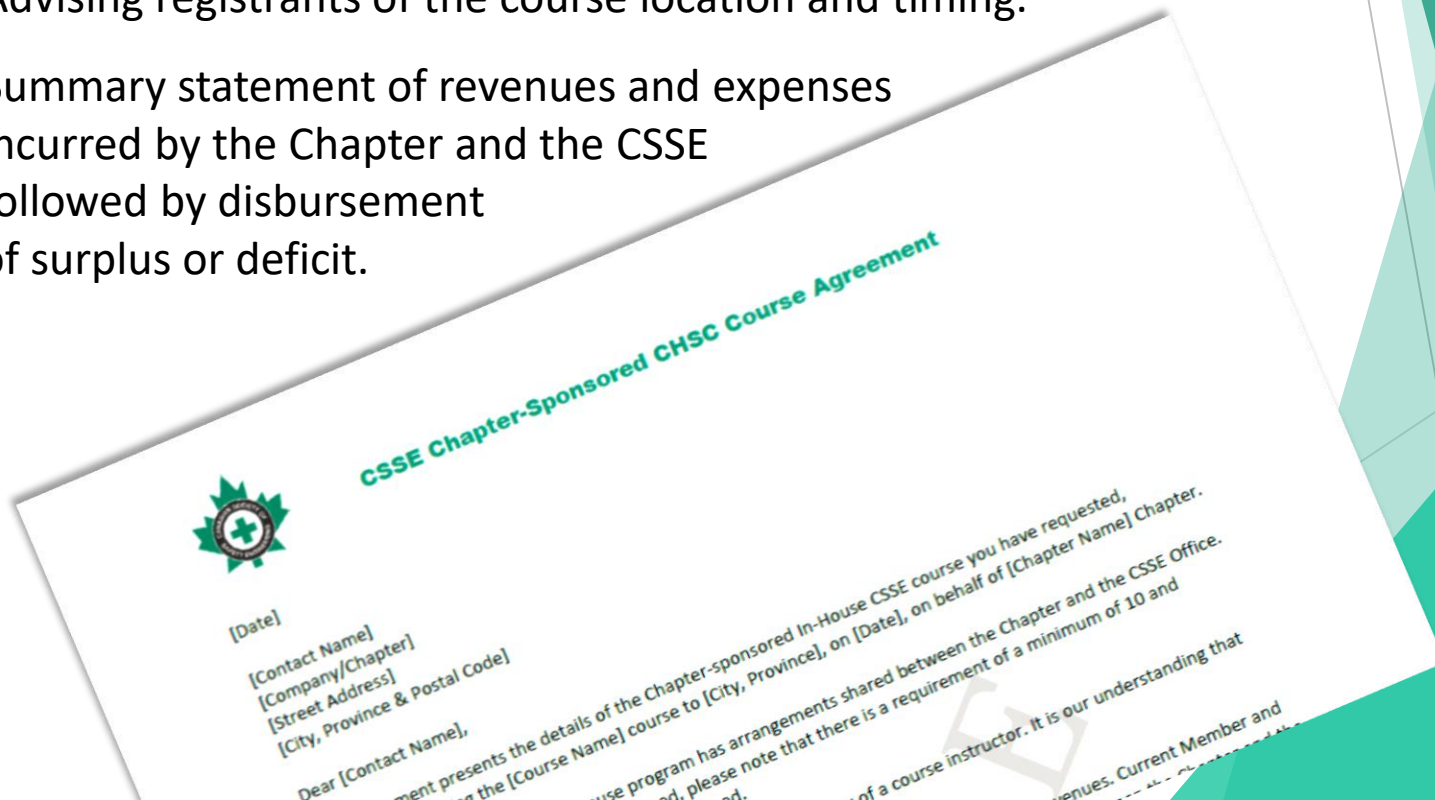 Advising registrants of the course location and timing.
Summary statement of revenues and expenses
incurred by the Chapter and the CSSE
followed by disbursement
of surplus or deficit.
CSSE Chapter-Sponsored CHSC Course Agreement
[Date]
[Contact Name]
[Company/Chapter]
[Street Address]
[City, Province & Postal Code]
Dear [Contact Name],
presents the details of the Chapter-sponsored In-House CSSE course you have requested,
the [Course Name] course to [City, Province], on [Date], on behalf of [Chapter Name] Chapter.
program has arrangements shared between the Chapter and the CSSE Office.
please note that there is a requirement of a minimum of 10 and
of a course instructor. It is our understanding that
Current Member and
E